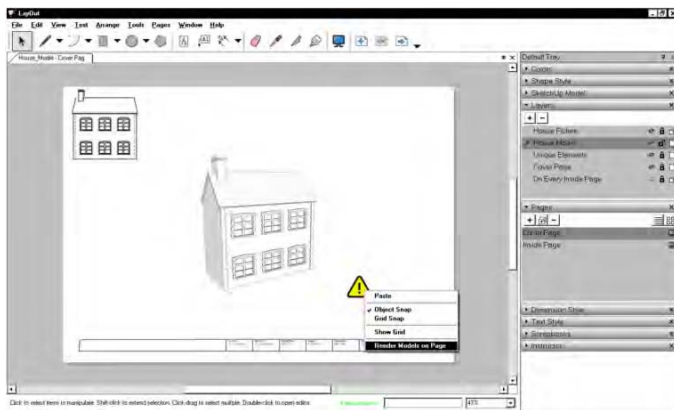 LayOut
File Edit View Text Arrange Tools Pages Window Help
House_Model - Cover Pag..
Default Tray
Colors
Shape Style
SketchUp Model
Layers
House Model
Unique Elements
Cover Page
On Every Inside Page
Pages
Cover Page
Inside Page
Paste
Object Snap
Grid Snap
Show Grid
Render Models on Page
Dimension Style
Text Style
Scrapbooks
Instructor
Click to select items to manipulate. Shift-click to extend selection. Click-drag to select multiple. Double-click to open editor.
Measurements